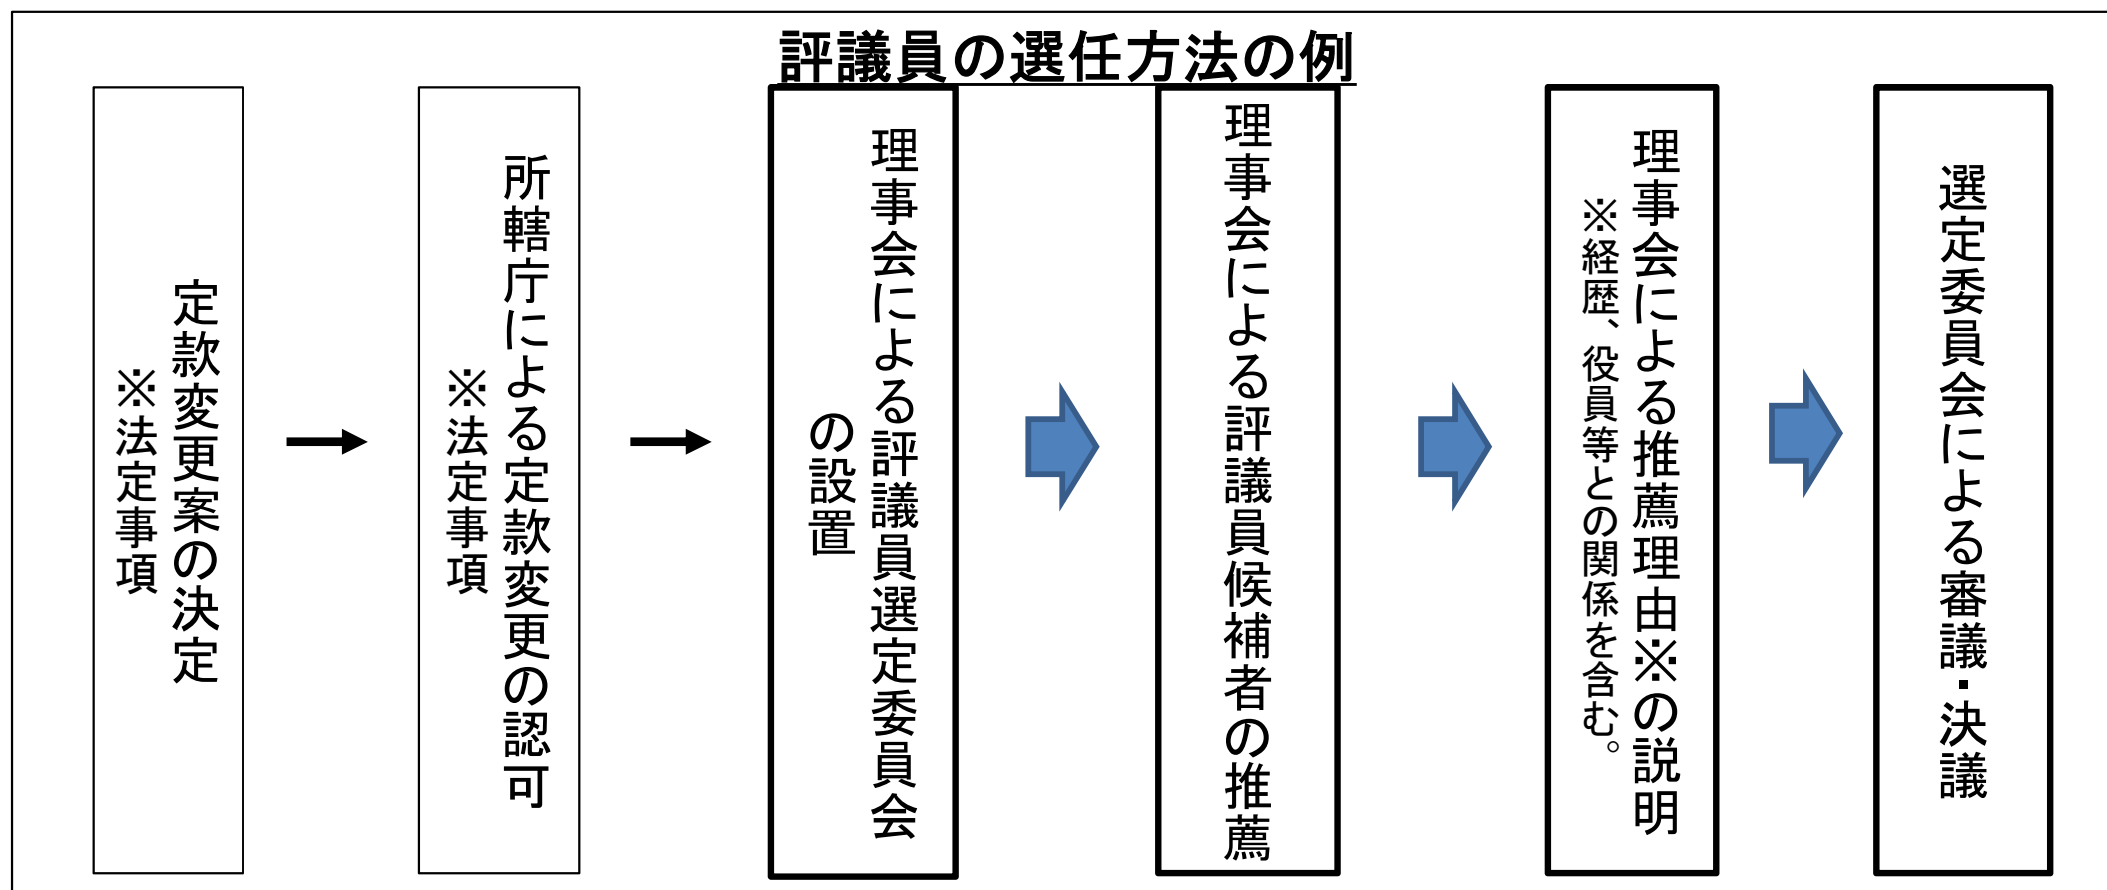 評議員の選任方法の例
定款変更案の決定
※法定事項
所轄庁による定款変更の認可
※法定事項
理事会による評議員選定委員会
の設置
理事会による評議員候補者の推薦
理事会による推薦理由※の説明
※経歴、役員等との関係を含む。
選定委員会による審議・決議